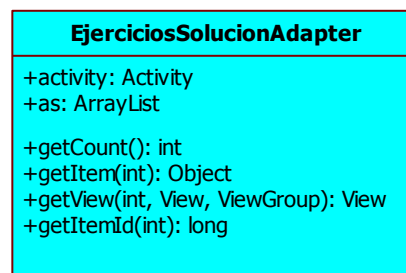 EjerciciosSolucionAdapter
+activity: Activity
+as: ArrayList
+getCount(): int
+getItem(int): Object
+getView(int, View, ViewGroup): View
+getItemId(int): long